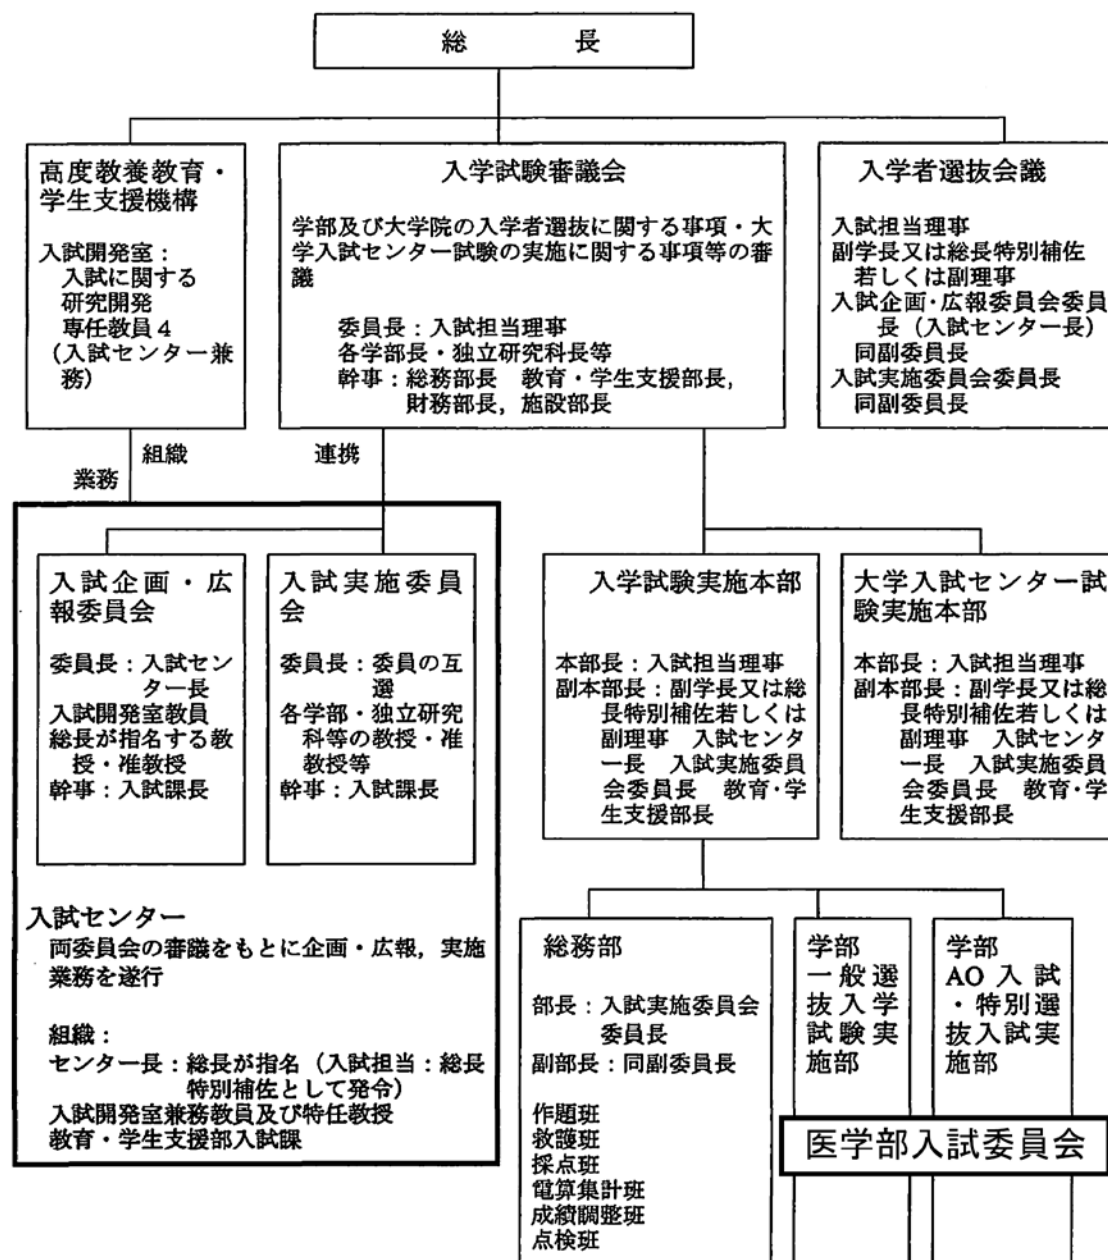 総　長
高度教養教育・
学生支援機構
入試開発室：
入試に関する
研究開発
専任教員４
（入試センター兼
務）
入学試験審議会
学部及び大学院の入学者選抜に関する事項・大
学入試センター試験の実施に関する事項等の審
議
委員長：入試担当理事
各学部長・独立研究科長等
幹事：総務部長　教育・学生支援部長，
財務部長，施設部長
入学者選抜会議
入試担当理事
副学長又は総長特別補佐
若しくは副理事
入試企画・広報委員会委員
長（入試センター長）
同副委員長
入試実施委員会委員長
同副委員長
組織
業務
連携
入試企画・広
報委員会
委員長：入試セン
ター長
入試開発室教員
総長が指名する教
授・准教授
幹事：入試課長
入試実施委員
会
委員長：委員の互
選
各学部・独立研究
科等の教授・准
教授等
幹事：入試課長
入試センター
両委員会の審議をもとに企画・広報，実施
業務を遂行
組織：
センター長：総長が指名（入試担当：総長
特別補佐として発令）
入試開発室兼務教員及び特任教授
教育・学生支援部入試課
入学試験実施本部
本部長：入試担当理事
副本部長：副学長又は総
長特別補佐若しくは
副理事　入試センタ
ー長　入試実施委員
会委員長　教育・学
生支援部長
大学入試センター試
験実施本部
本部長：入試担当理事
副本部長：副学長又は総
長特別補佐若しくは
副理事　入試センタ
ー長　入試実施委員
会委員長　教育・学
生支援部長
総務部
部長：入試実施委員会
委員長
副部長：同副委員長
作題班
救護班
採点班
電算集計班
成績調整班
点検班
学部
一般選
抜入学
試験実
施部
学部
AO入試
・特別選
抜入試実
施部
医学部入試委員会